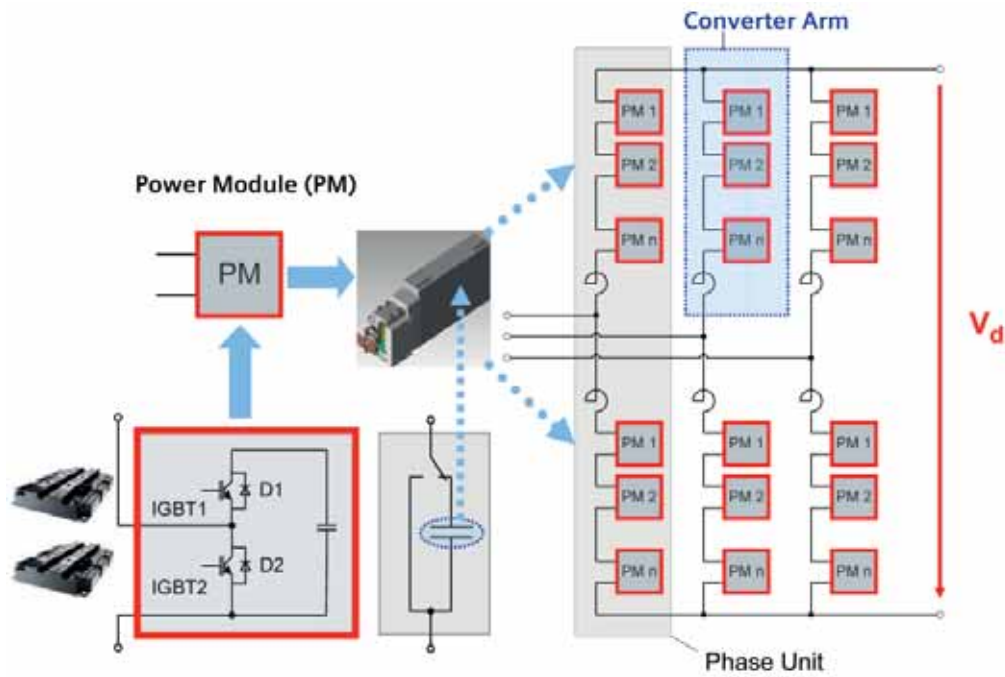 Converter Arm
PM 1
PM 1
PM 1
PM 2
PM 2
PM 2
Power Module (PM)
PM n
PM n
PM n
PM
Vd
PM 1
PM 1
PM 1
D1
IGBT1
PM 2
PM 2
PM 2
D2
IGBT2
PM n
PM n
PM n
Phase Unit